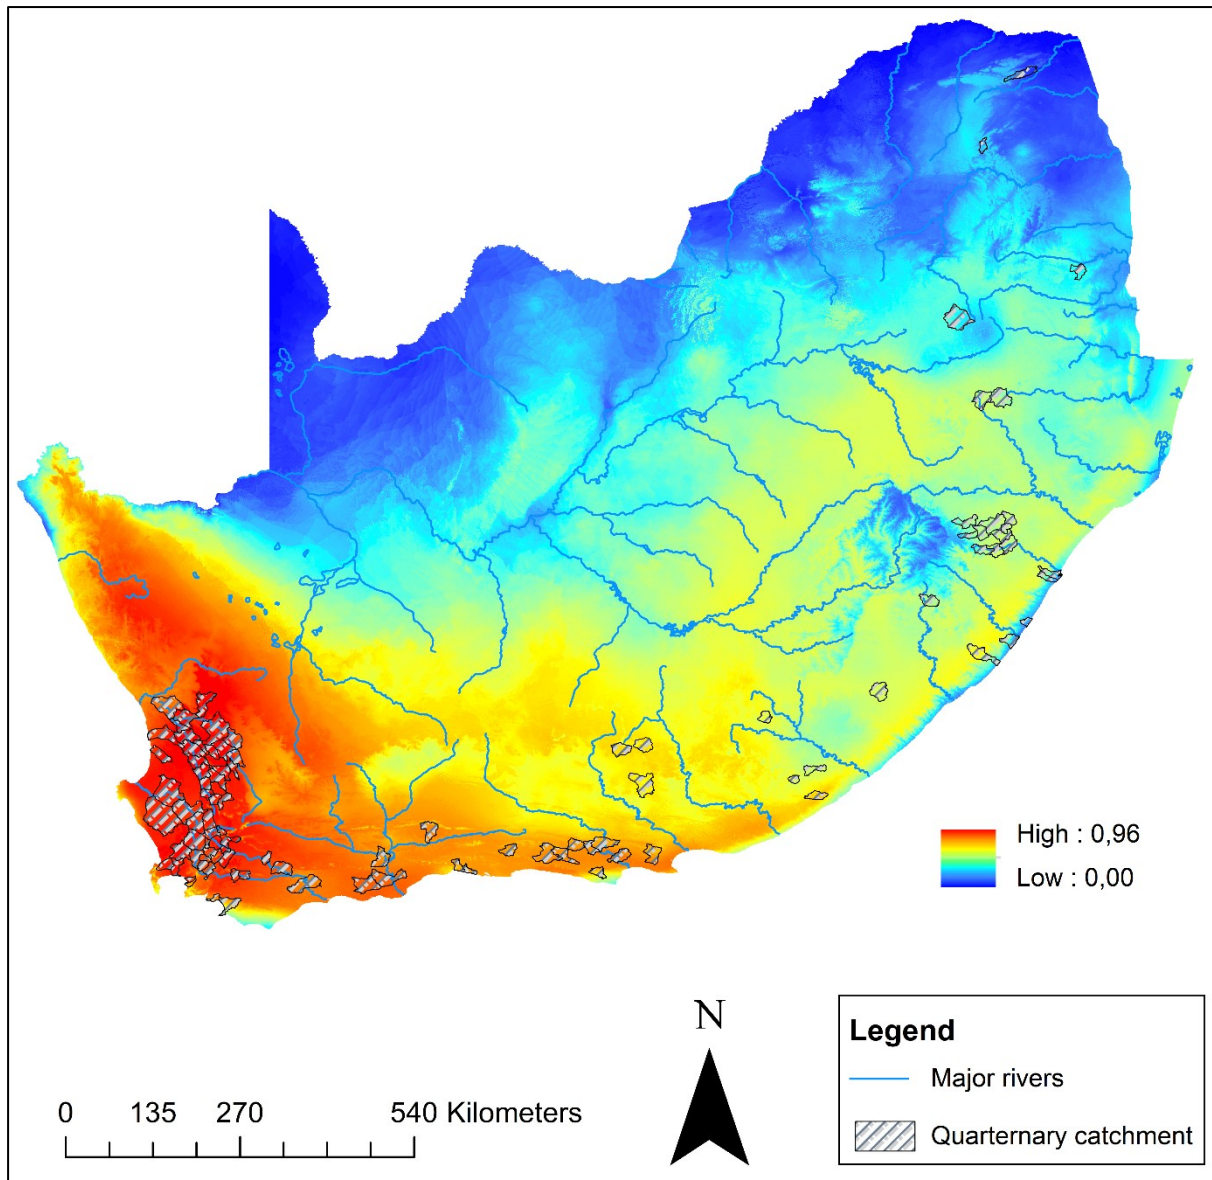 High : 0,96
Low : 0,00
N
0 135 270 540 Kilometers
Legend
Major rivers
Quarternary catchment